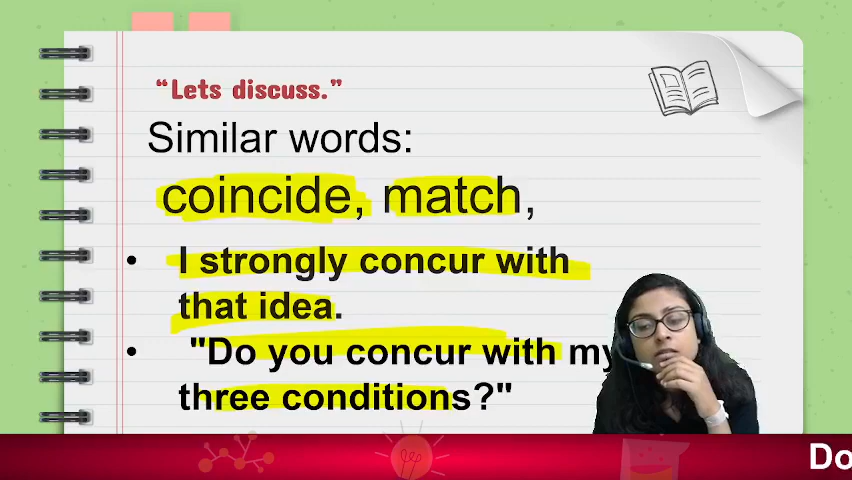 “Lets discuss.”
Similar words:
coincide, match,
• I strongly concur with
that idea.
• "Do you concur with my
three conditions?"
Do